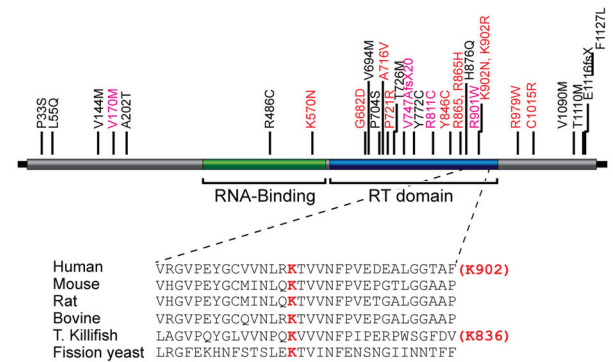 P33S
L55Q
V144M
V170M
A202T
R486C
K570N
G682D
V694M
P704S
A716V
P721R
T726M
V747AfsX20
Y772C
R811C
Y846C
R865, R865H
H876Q
R901W
K902N, K902R
R979W
C1015R
V1090M
T1110M
E1116fsX
F1127L
RNA-Binding RT domain
Human VRGVPEYGCVVNLRKTVVNFPVEDEALGGTAF(K902)
Mouse VHGVPEYGCMINLQKTVVNFPVEPGTLGGAAP
Rat VHGVPEYGCMINLQKTVVNFPVETGALGGAAP
Bovine VRGVPEYGCQVNLRKTVVNFPVEPGALGGAAP
T. Killifish LAGVPQYGLVVNPQKVVVNFPIPERPWSGFDV(K836)
Fission yeast LRGFEKHNFSTSLEKTVINFENSNGIINNTFF